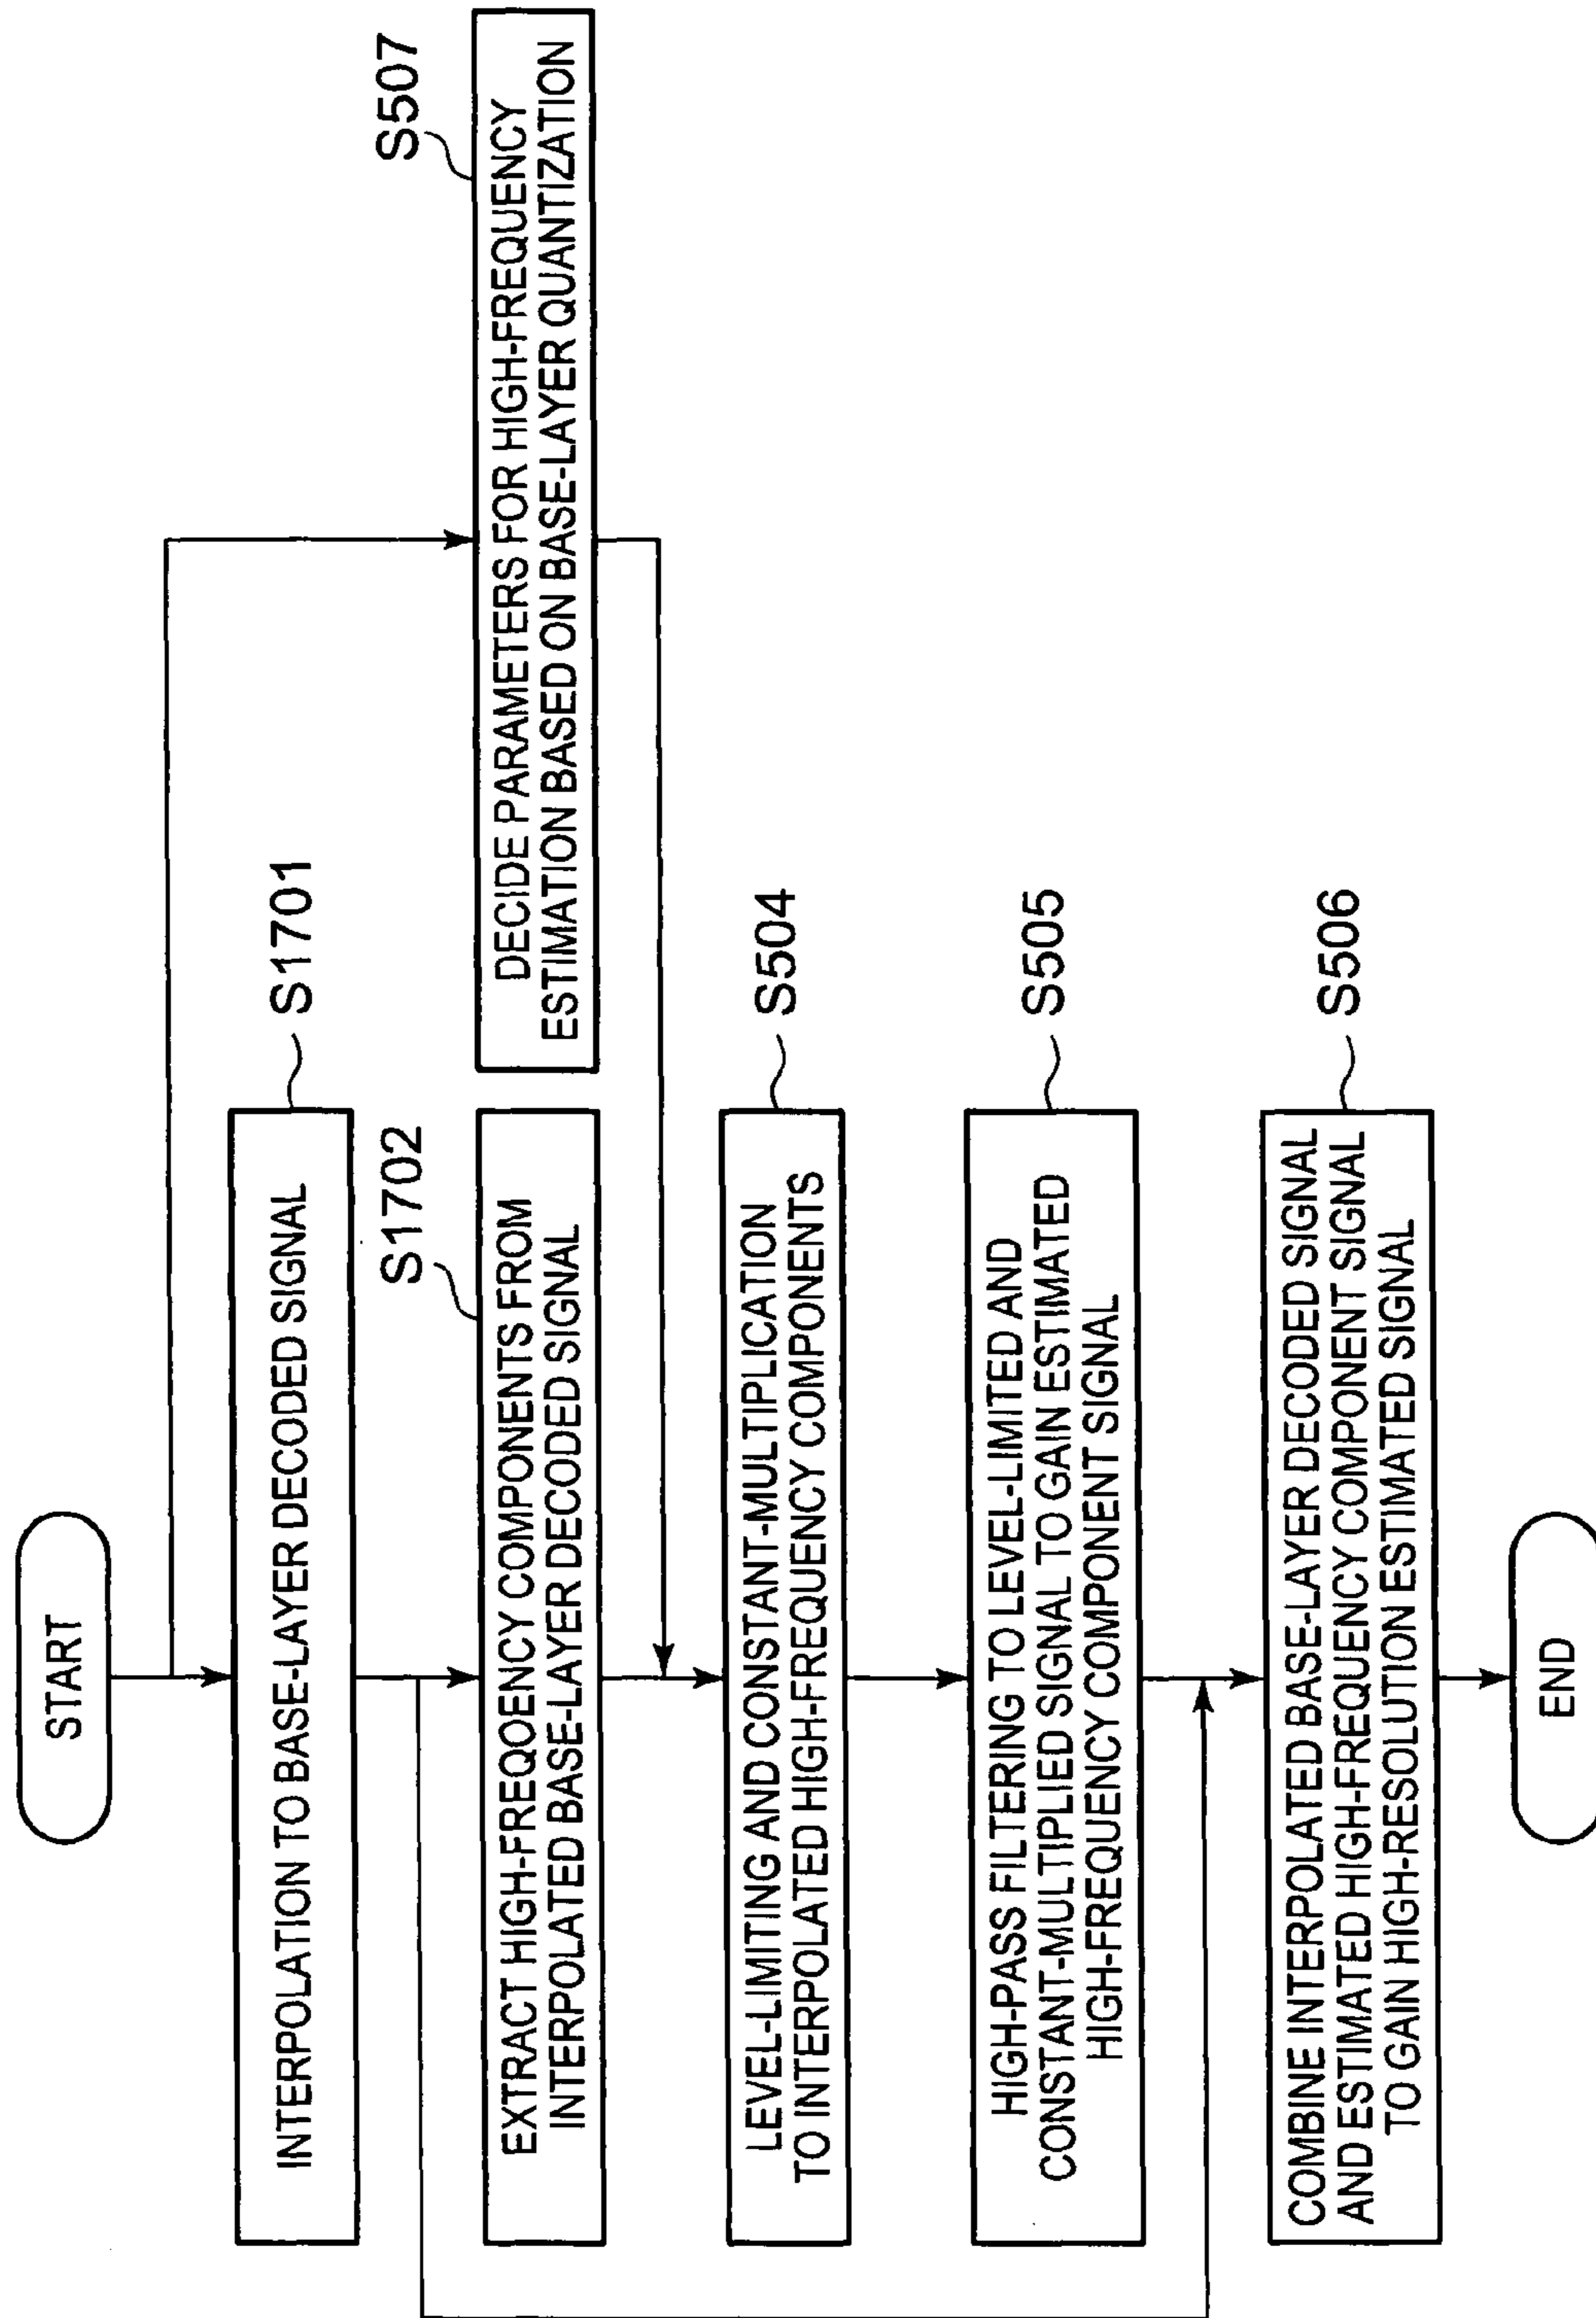 START
S1701
INTERPOLATION TO BASE-LAYER DECODED SIGNAL
S1702
EXTRACT HIGH-FREQOENCY COMPONENTS FROM
INTERPOLATED BASE-LAYER DECODED SIGNAL
S507
DECIDE PARAMETERS FOR HIGH-FREQUENCY
ESTIMATION BASED ON BASE-LAYER QUANTIZATION
S504
LEVEL-LIMITING AND CONSTANT-MULTIPLICATION
TO INTERPOLATED HIGH-FREQUENCY COMPONENTS
S505
HIGH-PASS FILTERING TO LEVEL-LIMITED AND
CONSTANT-MULTIPLIED SIGNAL TO GAIN ESTIMATED
HIGH-FREQUENCY COMPONENT SIGNAL
S506
COMBINE INTERPOLATED BASE-LAYER DECODED SIGNAL
AND ESTIMATED HIGH-FREQUENCY COMPONENT SIGNAL
TO GAIN HIGH-RESOLUTION ESTIMATED SIGNAL
END